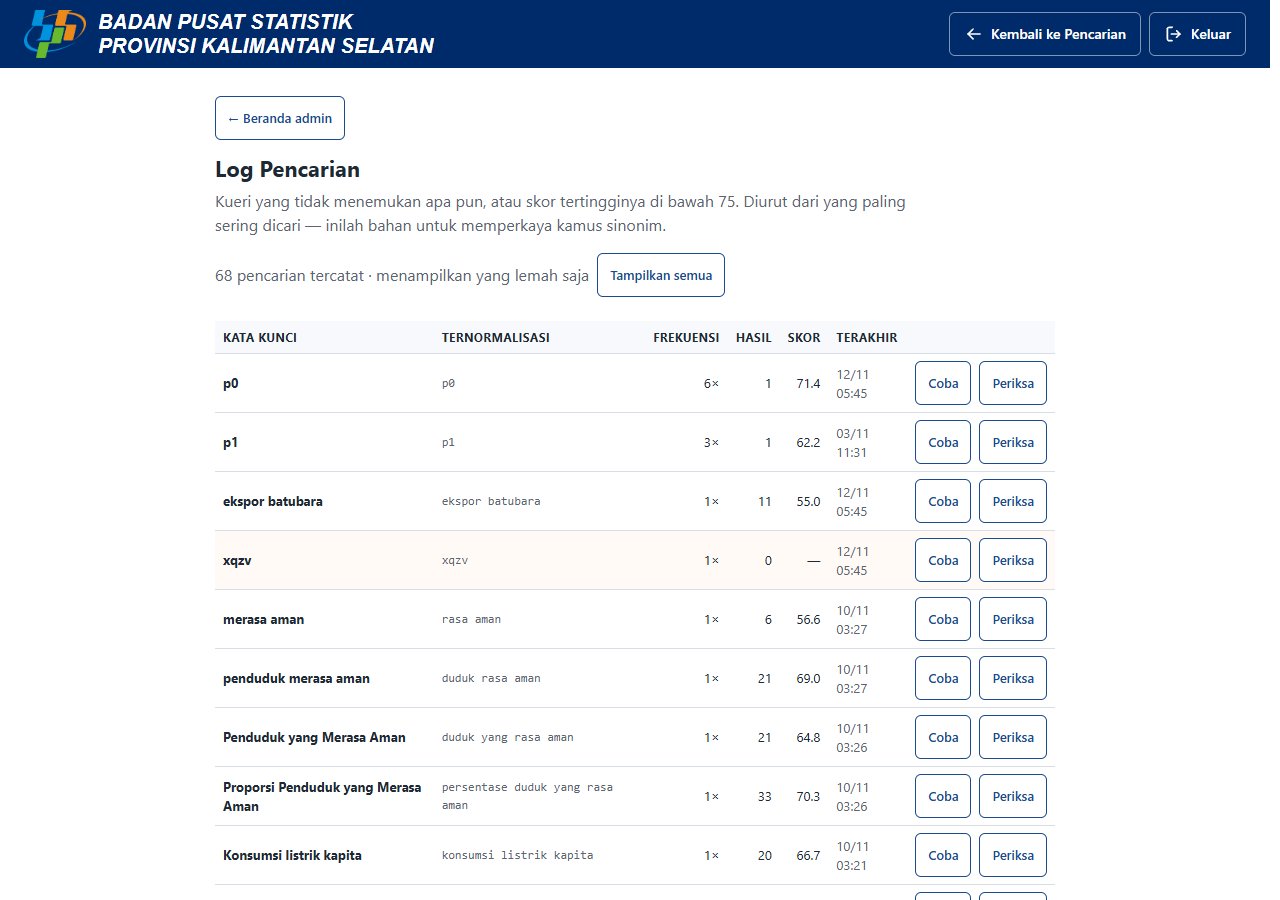 BADAN PUSAT STATISTIK
PROVINSI KALIMANTAN SELATAN
← Kembali ke Pencarian
Keluar
← Beranda admin
Log Pencarian
Kueri yang tidak menemukan apa pun, atau skor tertingginya di bawah 75. Diurut dari yang paling
sering dicari — inilah bahan untuk memperkaya kamus sinonim.
68 pencarian tercatat · menampilkan yang lemah saja Tampilkan semua
KATA KUNCI TERNORMALISASI FREKUENSI HASIL SKOR TERAKHIR
p0 p0 6× 1 71.4 12/11 05:45 Coba Periksa
p1 p1 3× 1 62.2 03/11 11:31 Coba Periksa
ekspor batubara ekspor batubara 1× 11 55.0 12/11 05:45 Coba Periksa
xqzv xqzv 1× 0 — 12/11 05:45 Coba Periksa
merasa aman rasa aman 1× 6 56.6 10/11 03:27 Coba Periksa
penduduk merasa aman duduk rasa aman 1× 21 69.0 10/11 03:27 Coba Periksa
Penduduk yang Merasa Aman duduk yang rasa aman 1× 21 64.8 10/11 03:26 Coba Periksa
Proporsi Penduduk yang Merasa Aman persentase duduk yang rasa aman 1× 33 70.3 10/11 03:26 Coba Periksa
Konsumsi listrik kapita konsumsi listrik kapita 1× 20 66.7 10/11 03:21 Coba Periksa